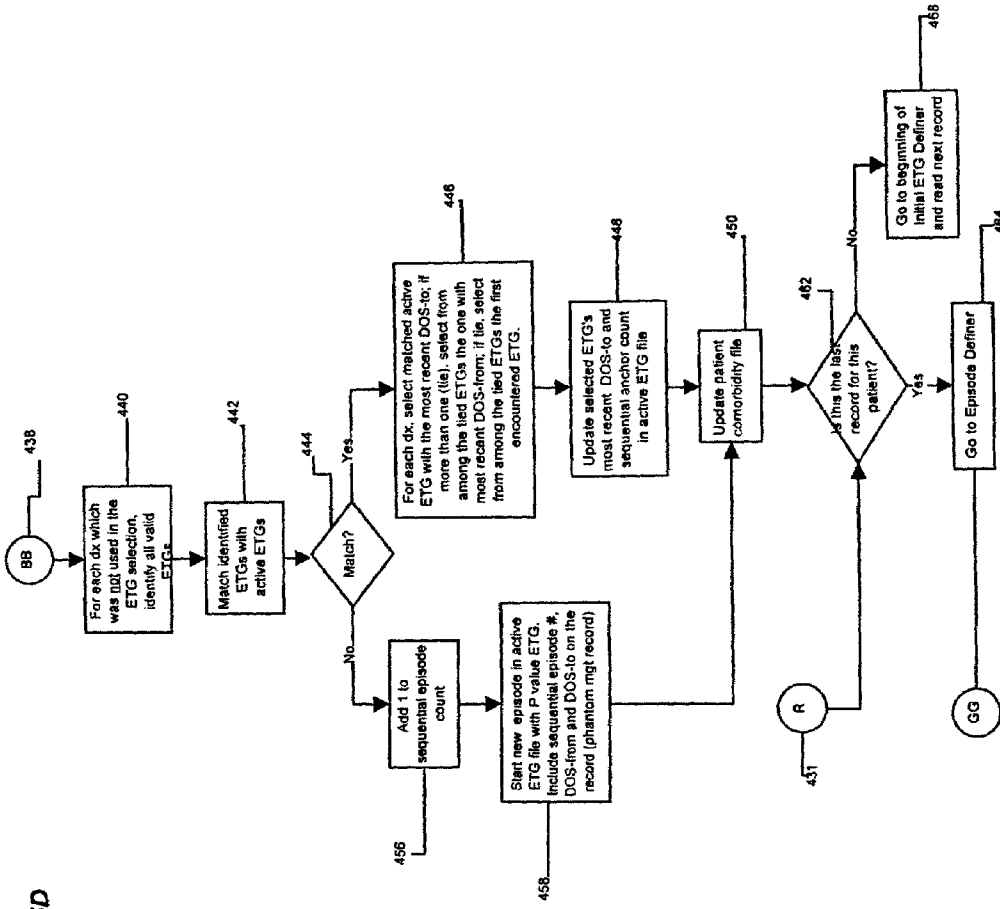 BB
438
For each dx which
was not used in the
ETG selection,
identify all valid
ETGs
440
Match identified
ETGs with
active ETGs
442
Match?
444
No
Yes
For each dx, select matched active
ETG with the most recent DOS-to; if
more than one (tie), select from
among the tied ETGs the one with
most recent DOS-from; if tie, select
from among the tied ETGs the first
encountered ETG.
446
Add 1 to
sequential episode
count
456
Update selected ETG's
most recent DOS-to and
sequential anchor count
in active ETG file
448
Start new episode in active
ETG file with P value ETG.
Include sequential episode #,
DOS-from and DOS-to on the
record (phantom mgt record)
458
Update patient
comorbidity file
450
R
431
Is this the last
record for this
patient?
462
No
Yes
Go to beginning of
Initial ETG Definer
and read next record
468
GG
Go to Episode Definer